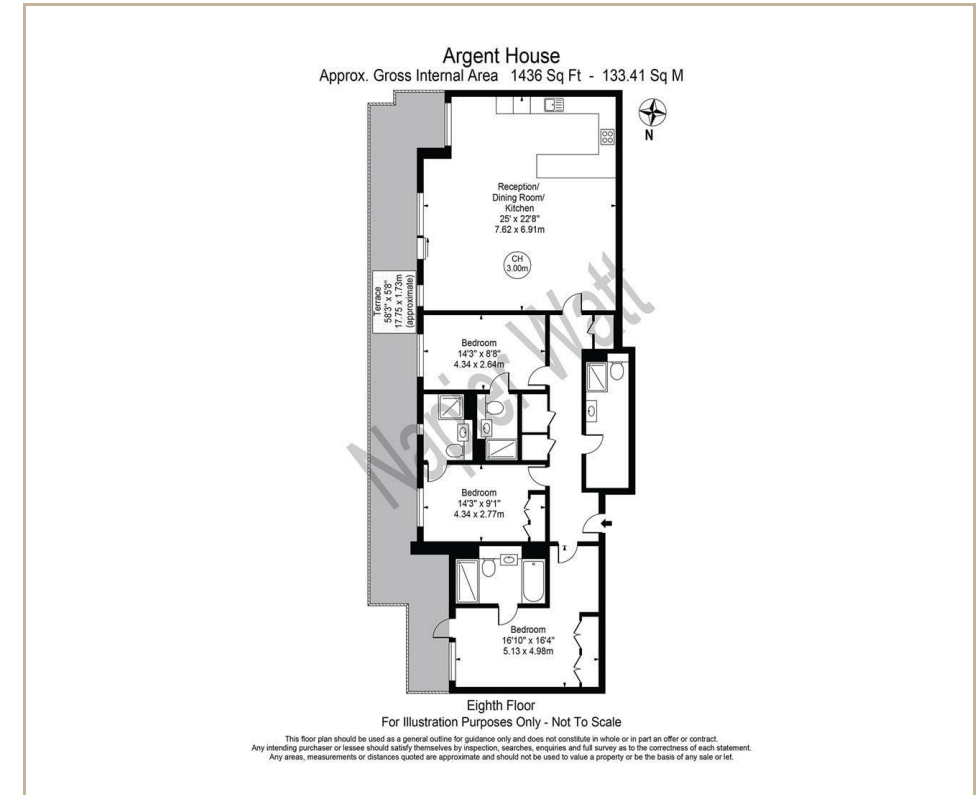 Argent House
Approx. Gross Internal Area 1436 Sq Ft - 133.41 Sq M
N
Reception/
Dining Room/
Kitchen
25' x 22'8"
7.62 x 6.91m
CH
3.00m
Terrace
58'3" x 5'8"
17.75 x 1.73m
(approximate)
Bedroom
14'3" x 8'8"
4.34 x 2.64m
Napier Watt
Bedroom
14'3" x 9'1"
4.34 x 2.77m
Bedroom
16'10" x 16'4"
5.13 x 4.98m
Eighth Floor
For Illustration Purposes Only - Not To Scale
This floor plan should be used as a general outline for guidance only and does not constitute in whole or in part an offer or contract.
Any intending purchaser or lessee should satisfy themselves by inspection, searches, enquiries and full survey as to the correctness of each statement.
Any areas, measurements or distances quoted are approximate and should not be used to value a property or be the basis of any sale or let.